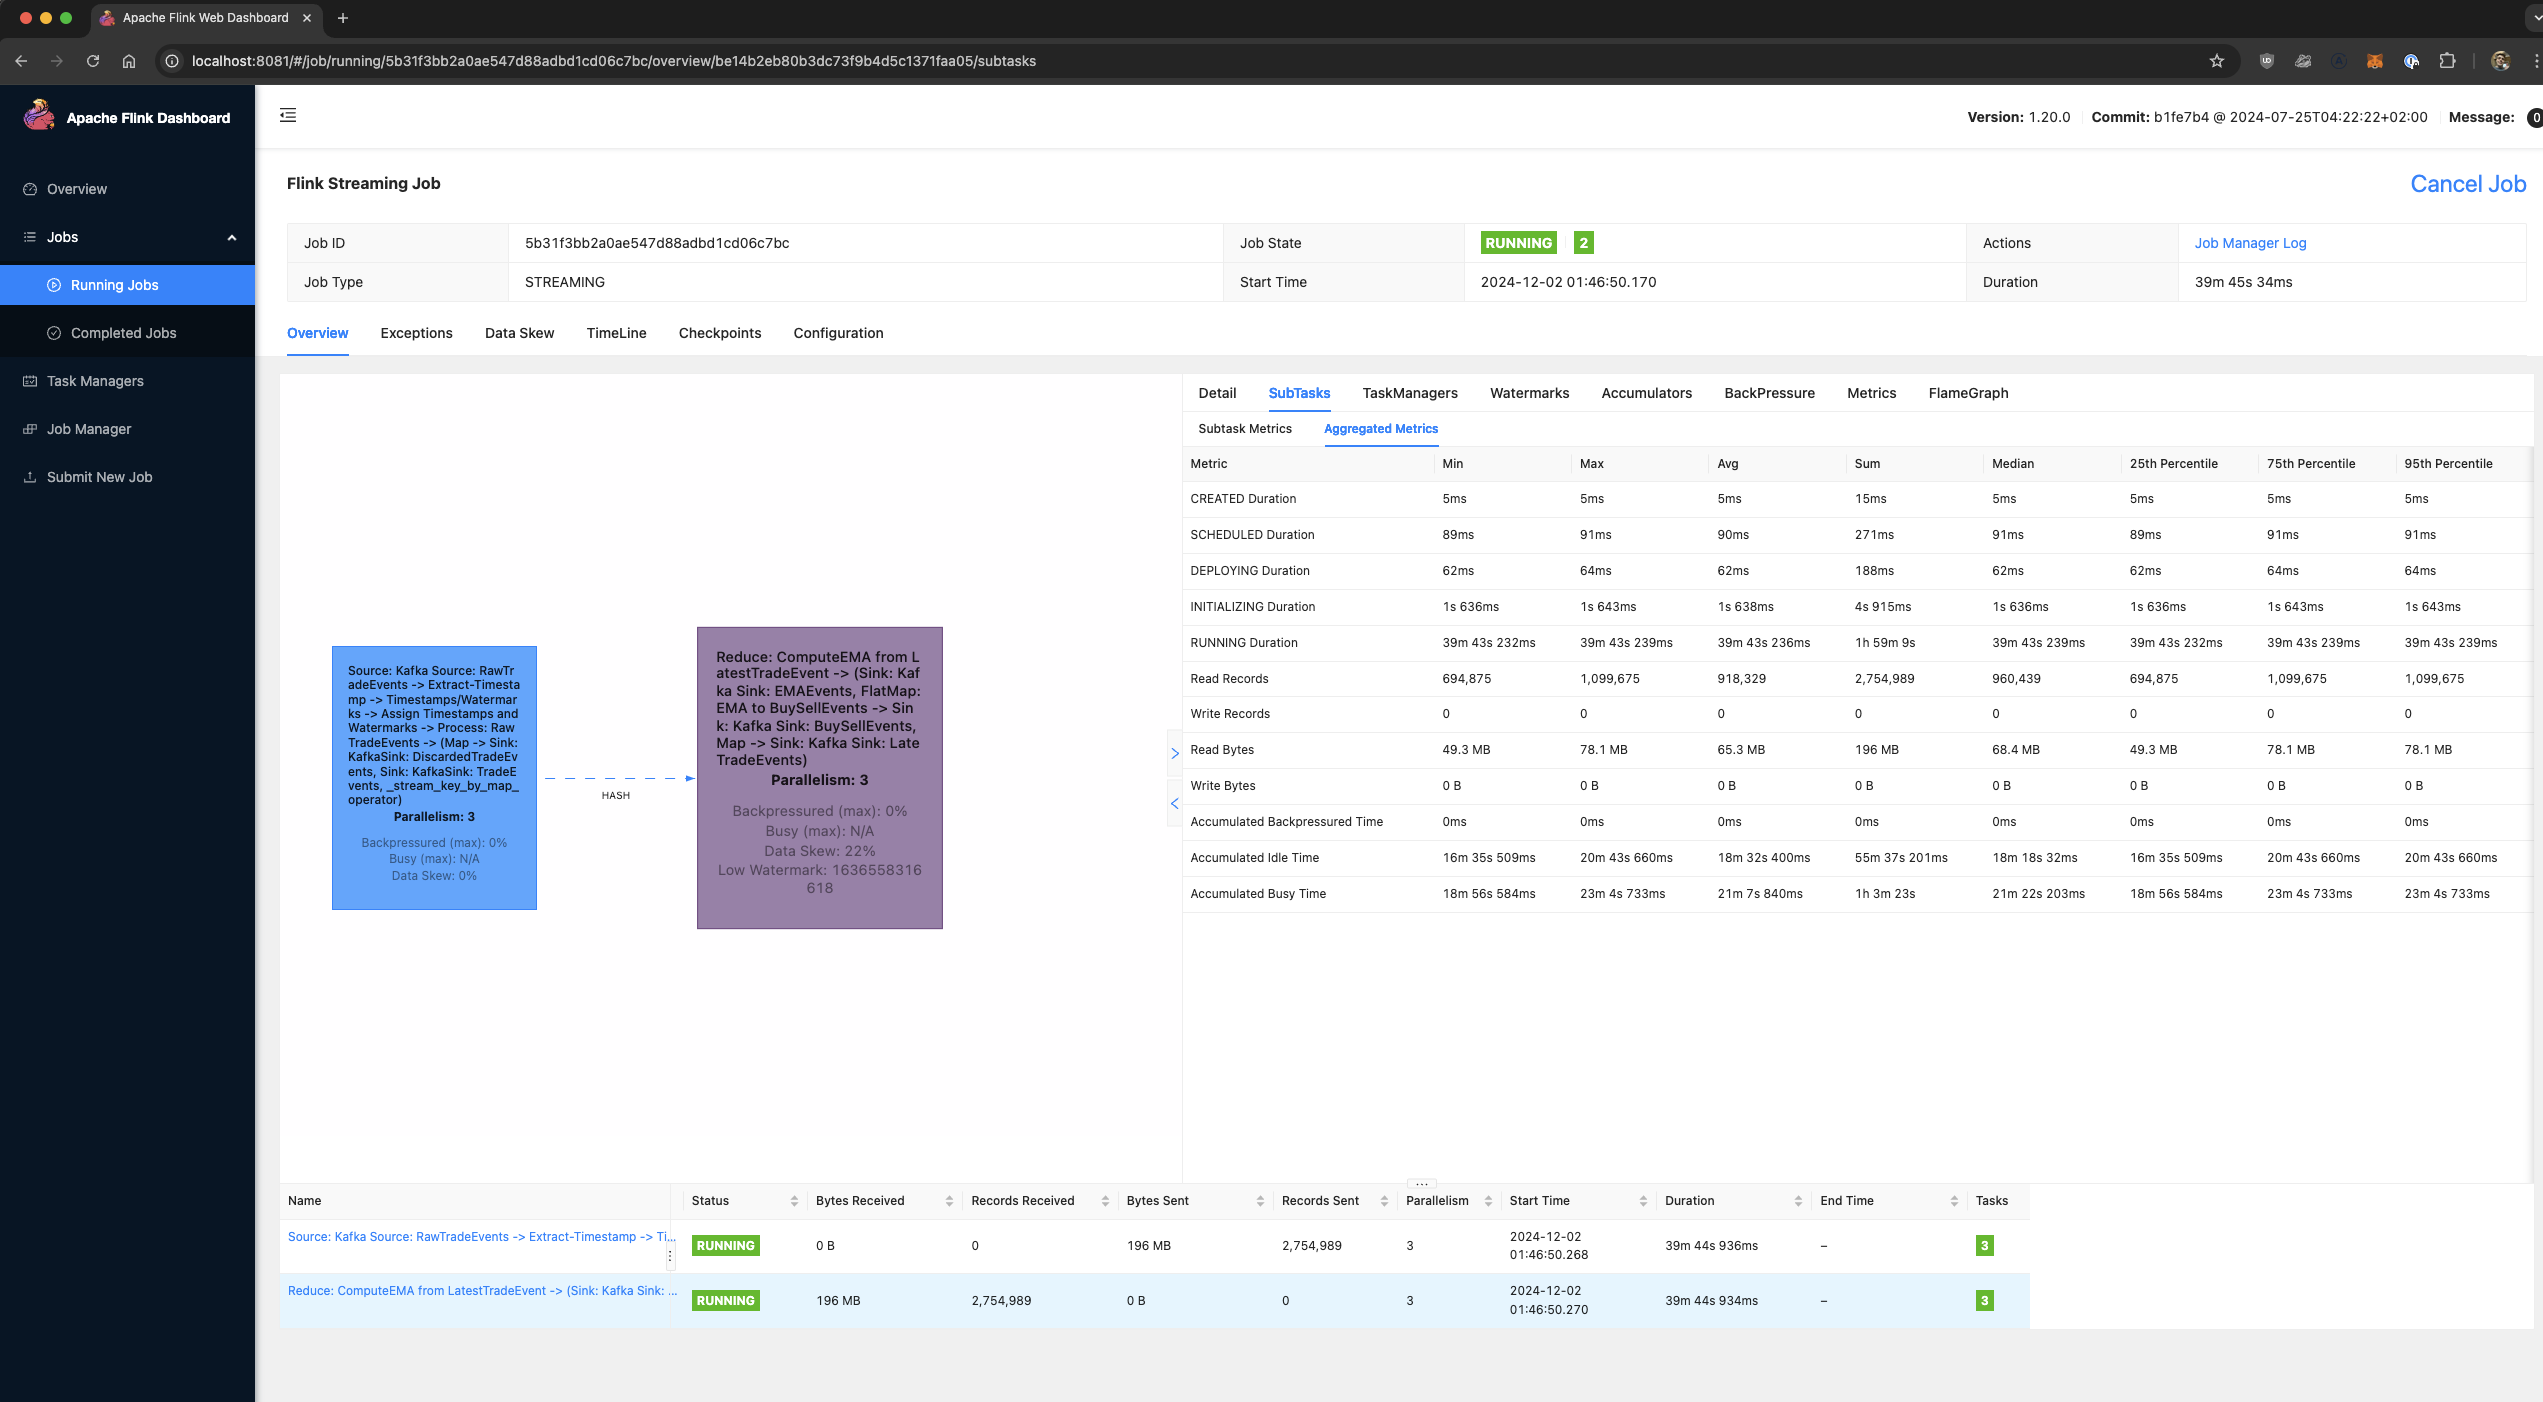 Apache Flink Web Dashboard
localhost:8081/#/job/running/5b31f3bb2a0ae547d88adbd1cd06c7bc/overview/be14b2eb80b3dc73f9b4d5c1371faa05/subtasks
Apache Flink Dashboard
Version: 1.20.0 Commit: b1fe7b4 @ 2024-07-25T04:22:22+02:00 Message: 0
Overview
Jobs
Running Jobs
Completed Jobs
Task Managers
Job Manager
Submit New Job
Flink Streaming Job
Cancel Job
Job ID 5b31f3bb2a0ae547d88adbd1cd06c7bc Job State RUNNING 2 Actions Job Manager Log
Job Type STREAMING Start Time 2024-12-02 01:46:50.170 Duration 39m 45s 34ms
Overview Exceptions Data Skew TimeLine Checkpoints Configuration
Source: Kafka Source: RawTr
adeEvents -> Extract-Timesta
mp -> Timestamps/Watermar
ks -> Assign Timestamps and
Watermarks -> Process: Raw
TradeEvents -> (Map -> Sink:
KafkaSink: DiscardedTradeEv
ents, Sink: KafkaSink: TradeE
vents, _stream_key_by_map_
operator)
Parallelism: 3
Backpressured (max): 0%
Busy (max): N/A
Data Skew: 0%
HASH
Reduce: ComputeEMA from L
atestTradeEvent -> (Sink: Kaf
ka Sink: EMAEvents, FlatMap:
EMA to BuySellEvents -> Sin
k: Kafka Sink: BuySellEvents,
Map -> Sink: Kafka Sink: Late
TradeEvents)
Parallelism: 3
Backpressured (max): 0%
Busy (max): N/A
Data Skew: 22%
Low Watermark: 1636558316
618
Detail SubTasks TaskManagers Watermarks Accumulators BackPressure Metrics FlameGraph
Subtask Metrics Aggregated Metrics
Metric Min Max Avg Sum Median 25th Percentile 75th Percentile 95th Percentile
CREATED Duration 5ms 5ms 5ms 15ms 5ms 5ms 5ms 5ms
SCHEDULED Duration 89ms 91ms 90ms 271ms 91ms 89ms 91ms 91ms
DEPLOYING Duration 62ms 64ms 62ms 188ms 62ms 62ms 64ms 64ms
INITIALIZING Duration 1s 636ms 1s 643ms 1s 638ms 4s 915ms 1s 636ms 1s 636ms 1s 643ms 1s 643ms
RUNNING Duration 39m 43s 232ms 39m 43s 239ms 39m 43s 236ms 1h 59m 9s 39m 43s 239ms 39m 43s 232ms 39m 43s 239ms 39m 43s 239ms
Read Records 694,875 1,099,675 918,329 2,754,989 960,439 694,875 1,099,675 1,099,675
Write Records 0 0 0 0 0 0 0 0
Read Bytes 49.3 MB 78.1 MB 65.3 MB 196 MB 68.4 MB 49.3 MB 78.1 MB 78.1 MB
Write Bytes 0 B 0 B 0 B 0 B 0 B 0 B 0 B 0 B
Accumulated Backpressured Time 0ms 0ms 0ms 0ms 0ms 0ms 0ms 0ms
Accumulated Idle Time 16m 35s 509ms 20m 43s 660ms 18m 32s 400ms 55m 37s 201ms 18m 18s 32ms 16m 35s 509ms 20m 43s 660ms 20m 43s 660ms
Accumulated Busy Time 18m 56s 584ms 23m 4s 733ms 21m 7s 840ms 1h 3m 23s 21m 22s 203ms 18m 56s 584ms 23m 4s 733ms 23m 4s 733ms
Name Status Bytes Received Records Received Bytes Sent Records Sent Parallelism Start Time Duration End Time Tasks
Source: Kafka Source: RawTradeEvents -> Extract-Timestamp -> Ti... RUNNING 0 B 0 196 MB 2,754,989 3 2024-12-02 01:46:50.268 39m 44s 936ms – 3
Reduce: ComputeEMA from LatestTradeEvent -> (Sink: Kafka Sink: ... RUNNING 196 MB 2,754,989 0 B 0 3 2024-12-02 01:46:50.270 39m 44s 934ms – 3